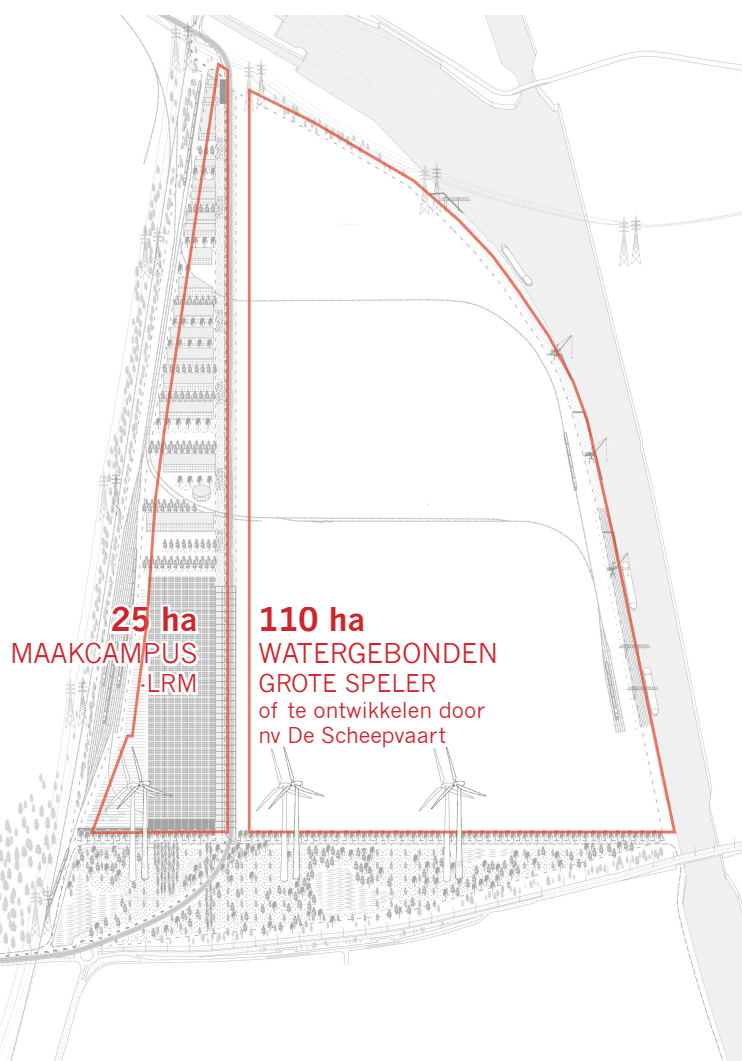 25 ha
MAAKCAMPUS
-LRM
110 ha
WATERGEBONDEN
GROTE SPELER
of te ontwikkelen door
nv De Scheepvaart